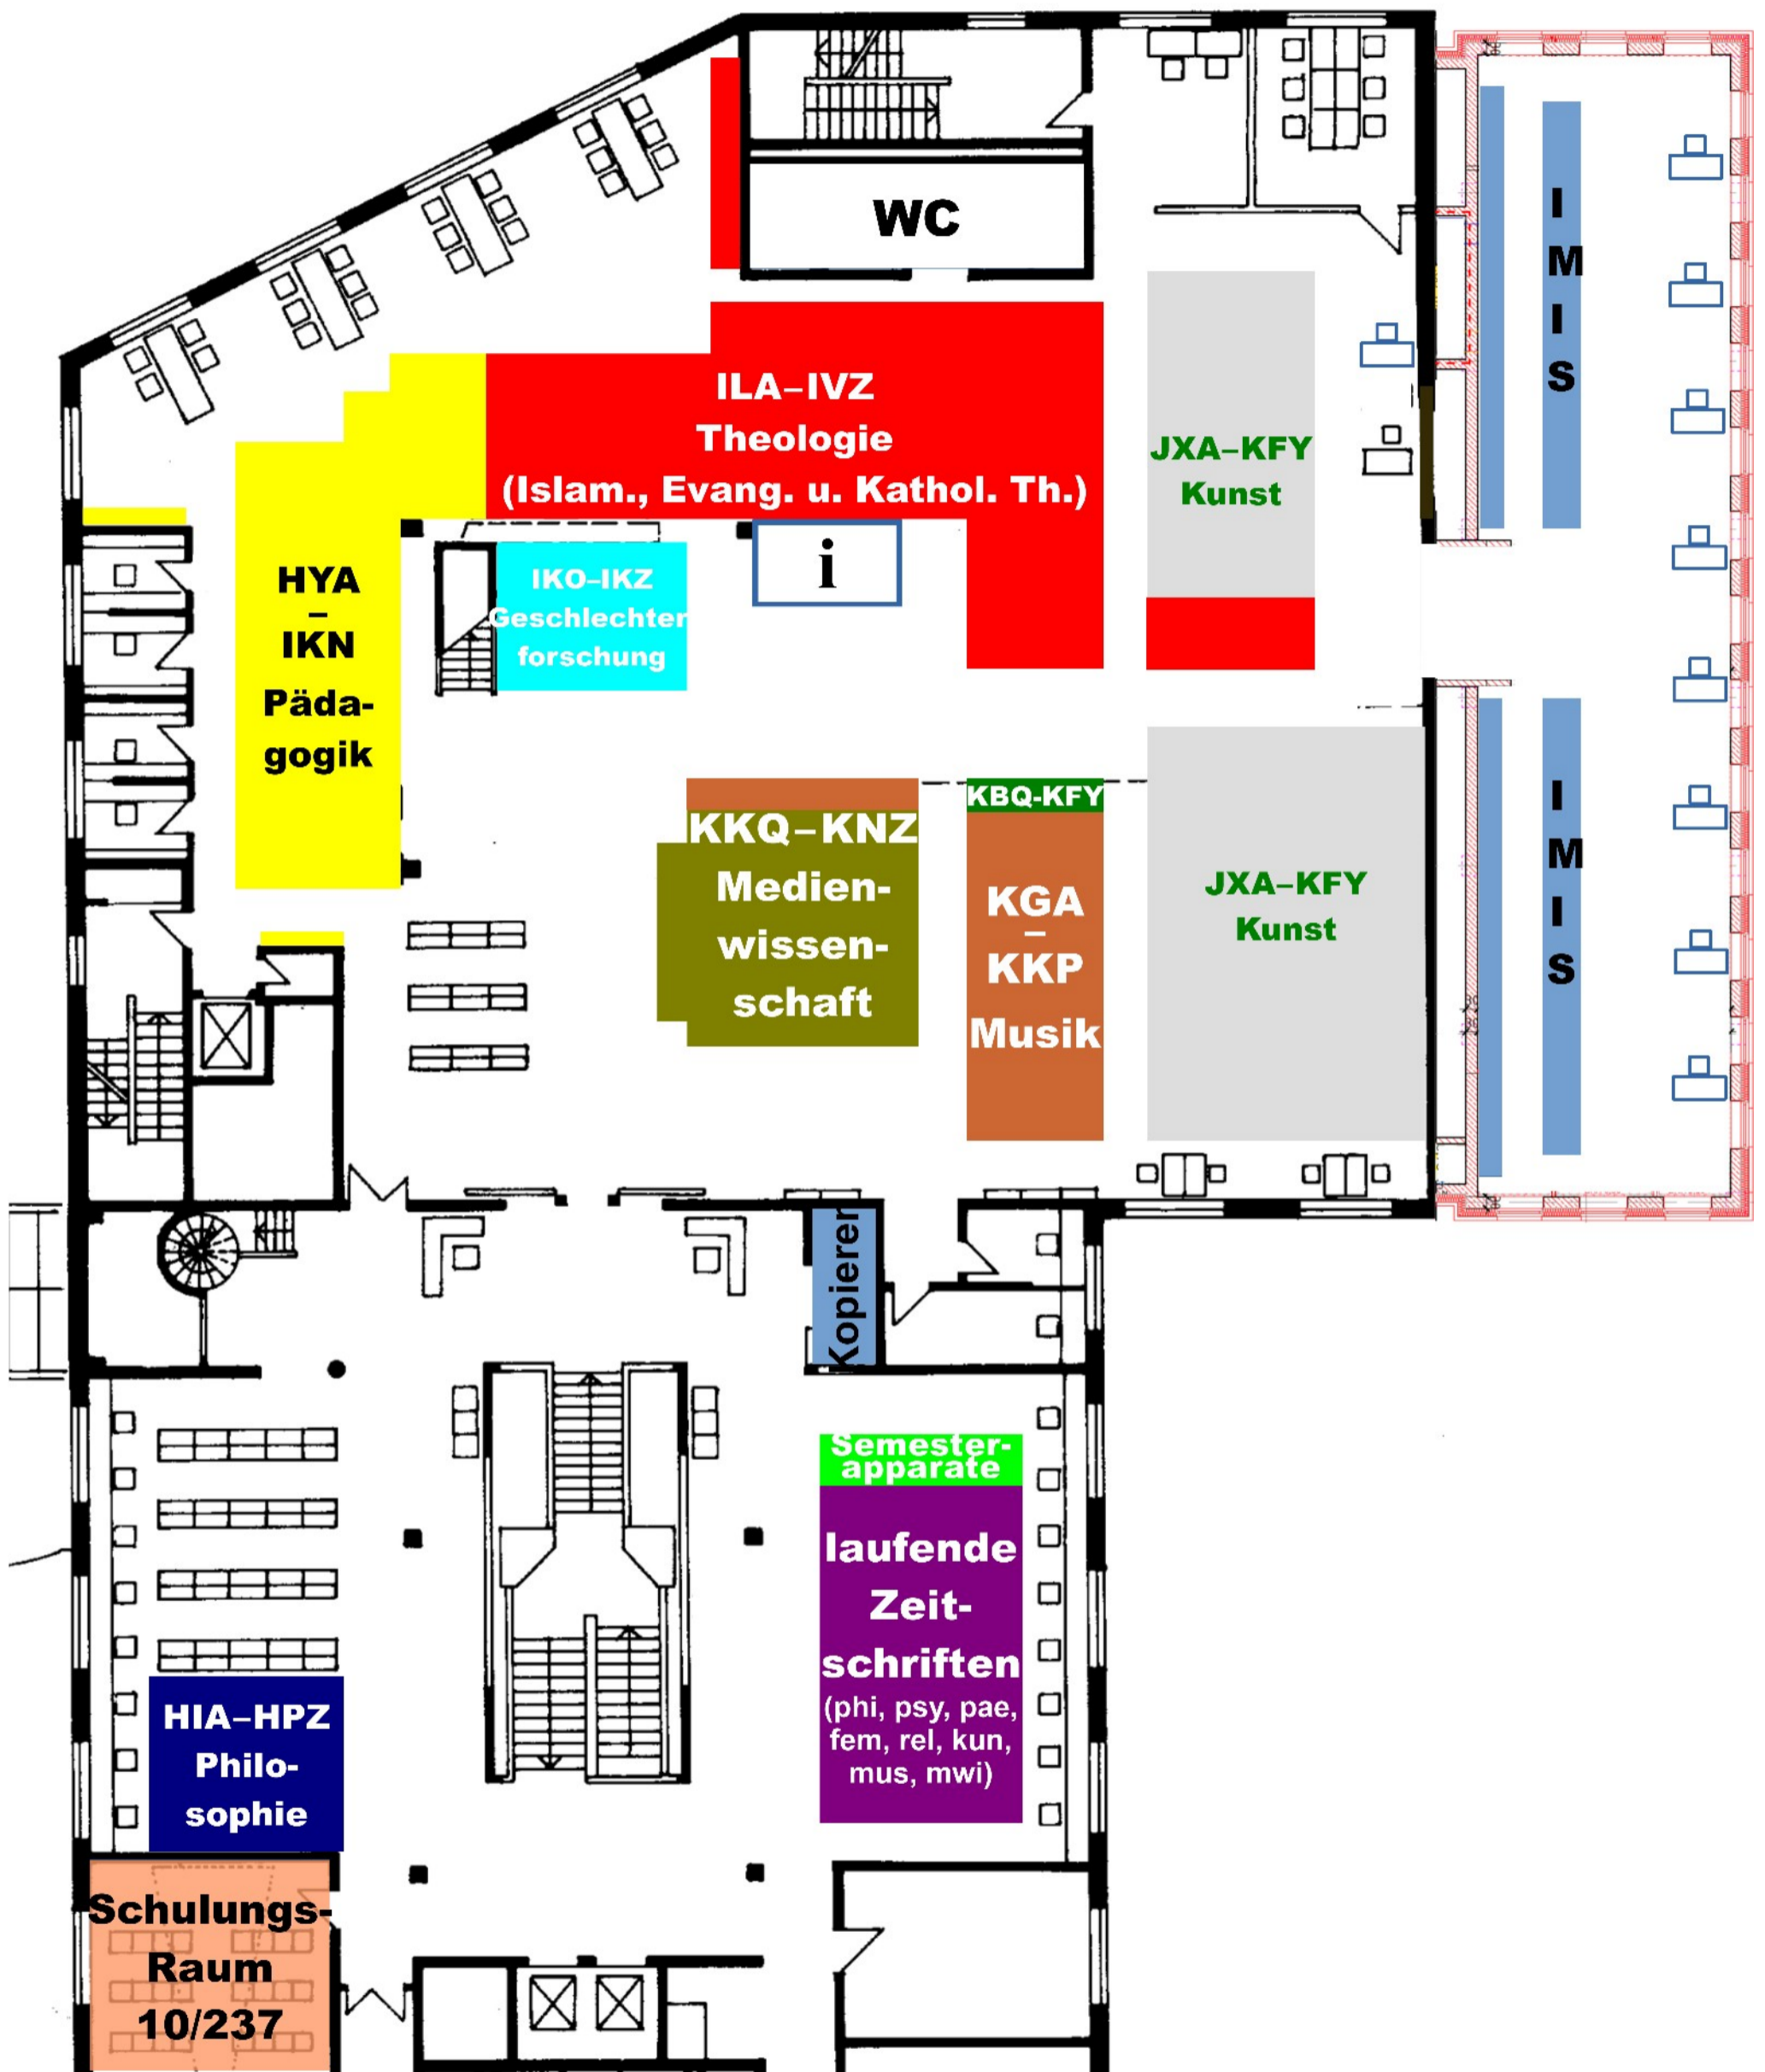 WC
I
M
I
S
ILA–IVZ
Theologie
(Islam., Evang. u. Kathol. Th.)
JXA–KFY
Kunst
i
IKO–IKZ
Geschlechter
forschung
HYA
–
IKN
Päda-
gogik
KKQ–KNZ
Medien-
wissen-
schaft
KBQ-KFY
KGA
–
KKP
Musik
JXA–KFY
Kunst
I
M
I
S
Kopierer
Semester-
apparate
laufende
Zeit-
schriften
(phi, psy, pae,
fem, rel, kun,
mus, mwi)
HIA–HPZ
Philo-
sophie
Schulungs-
Raum
10/237